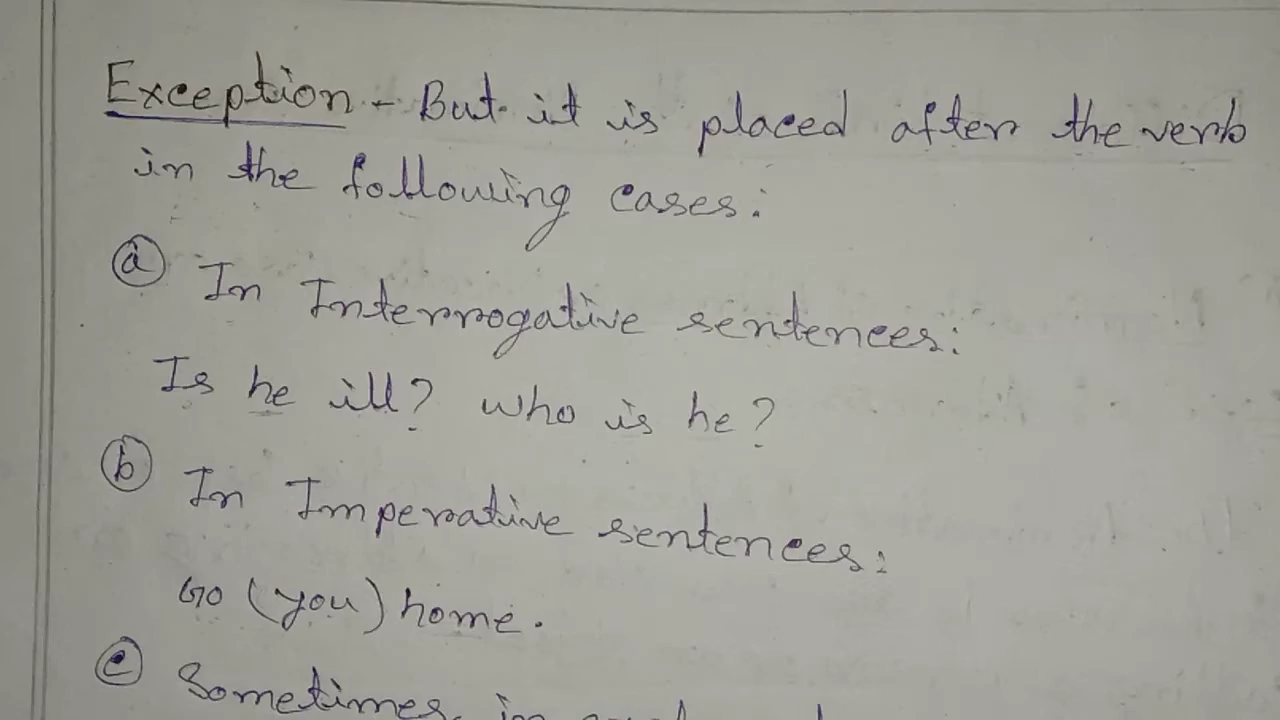 Exception - But it is placed after the verb
in the following cases:
(a) In Interrogative sentences:
Is he ill? who is he?
(b) In Imperative sentences:
Go (you) home.
(c) Sometimes in